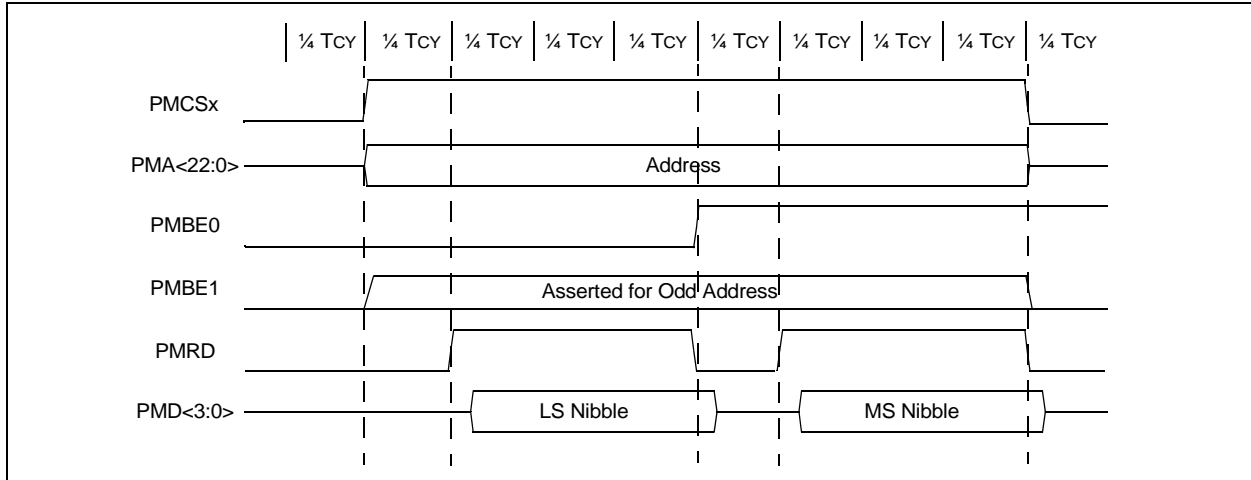 ¼ TCY ¼ TCY ¼ TCY ¼ TCY ¼ TCY ¼ TCY ¼ TCY ¼ TCY ¼ TCY ¼ TCY
PMCSx
PMA<22:0> Address
PMBE0
PMBE1 Asserted for Odd Address
PMRD
PMD<3:0> LS Nibble MS Nibble